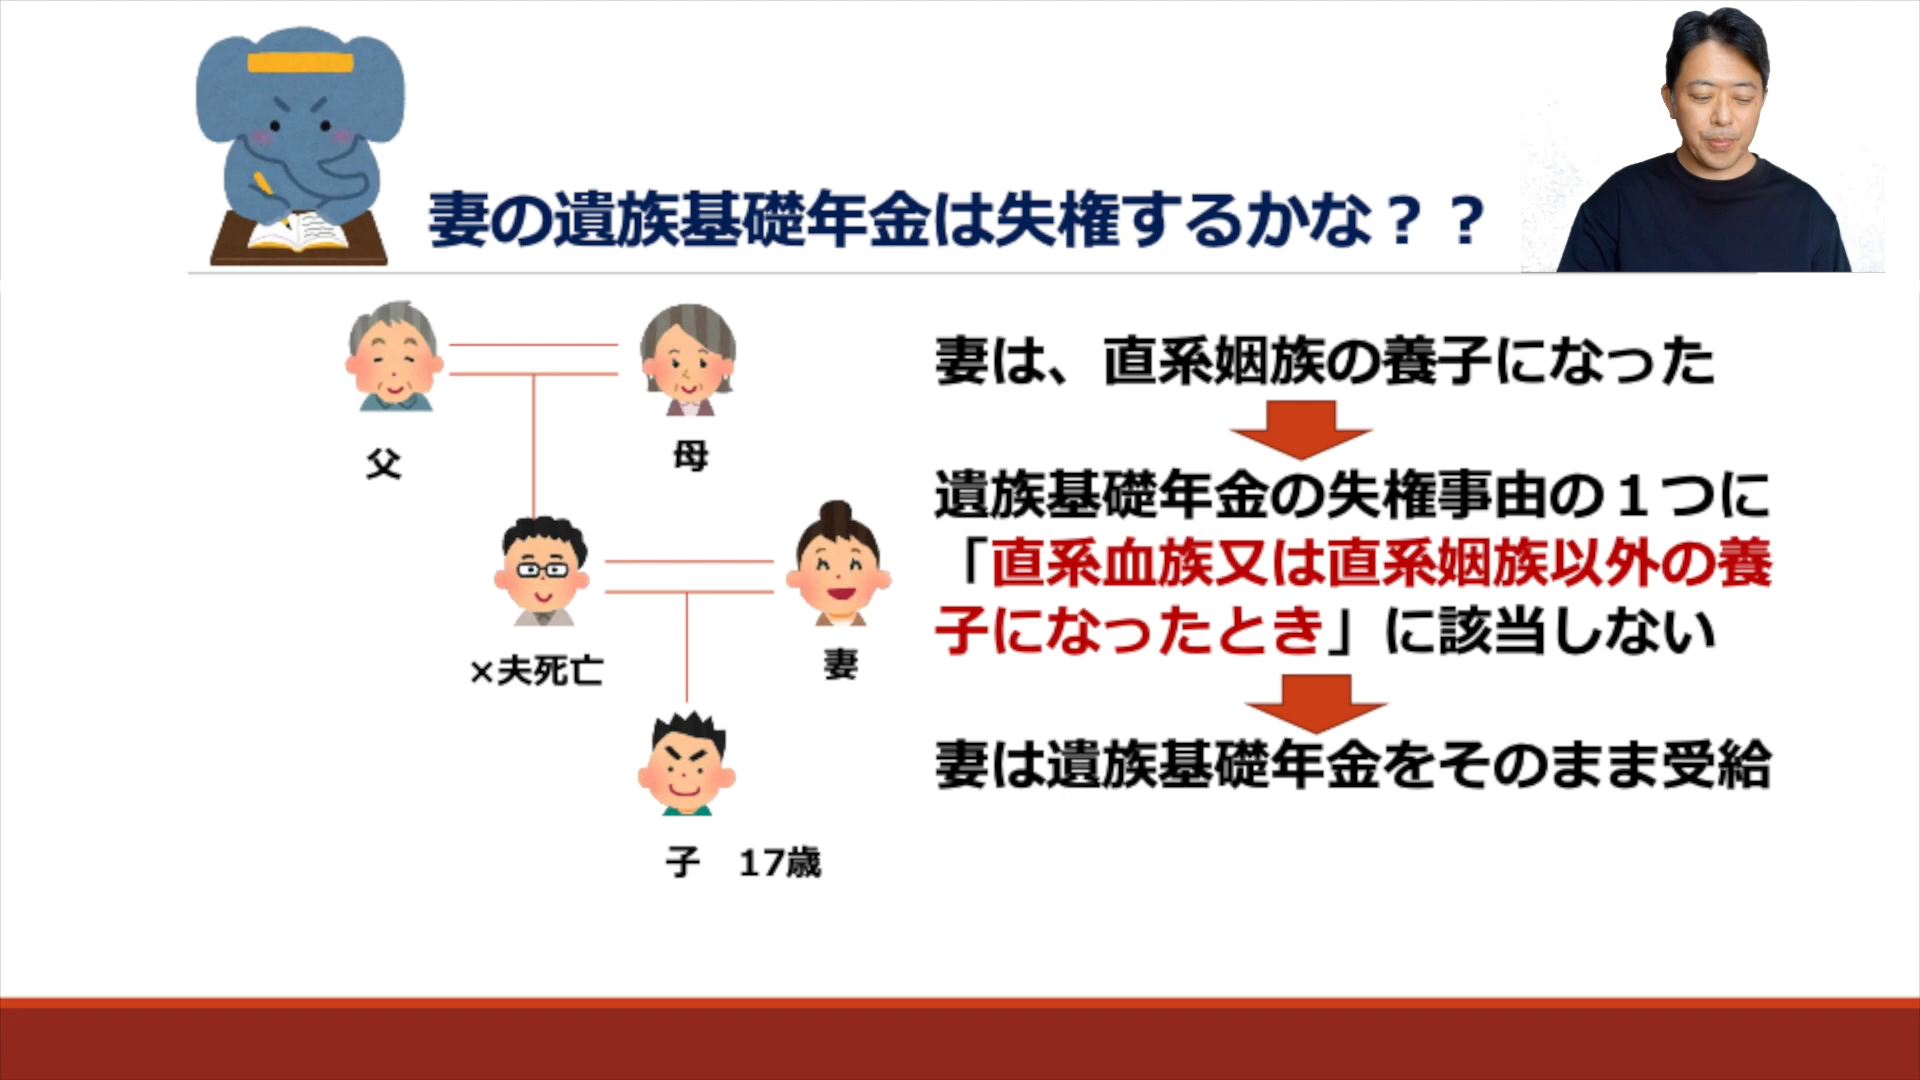 妻の遺族基礎年金は失権するかな？？
父
母
×夫死亡
妻
子　17歳
妻は、直系姻族の養子になった
遺族基礎年金の失権事由の１つに
「直系血族又は直系姻族以外の養
子になったとき」に該当しない
妻は遺族基礎年金をそのまま受給